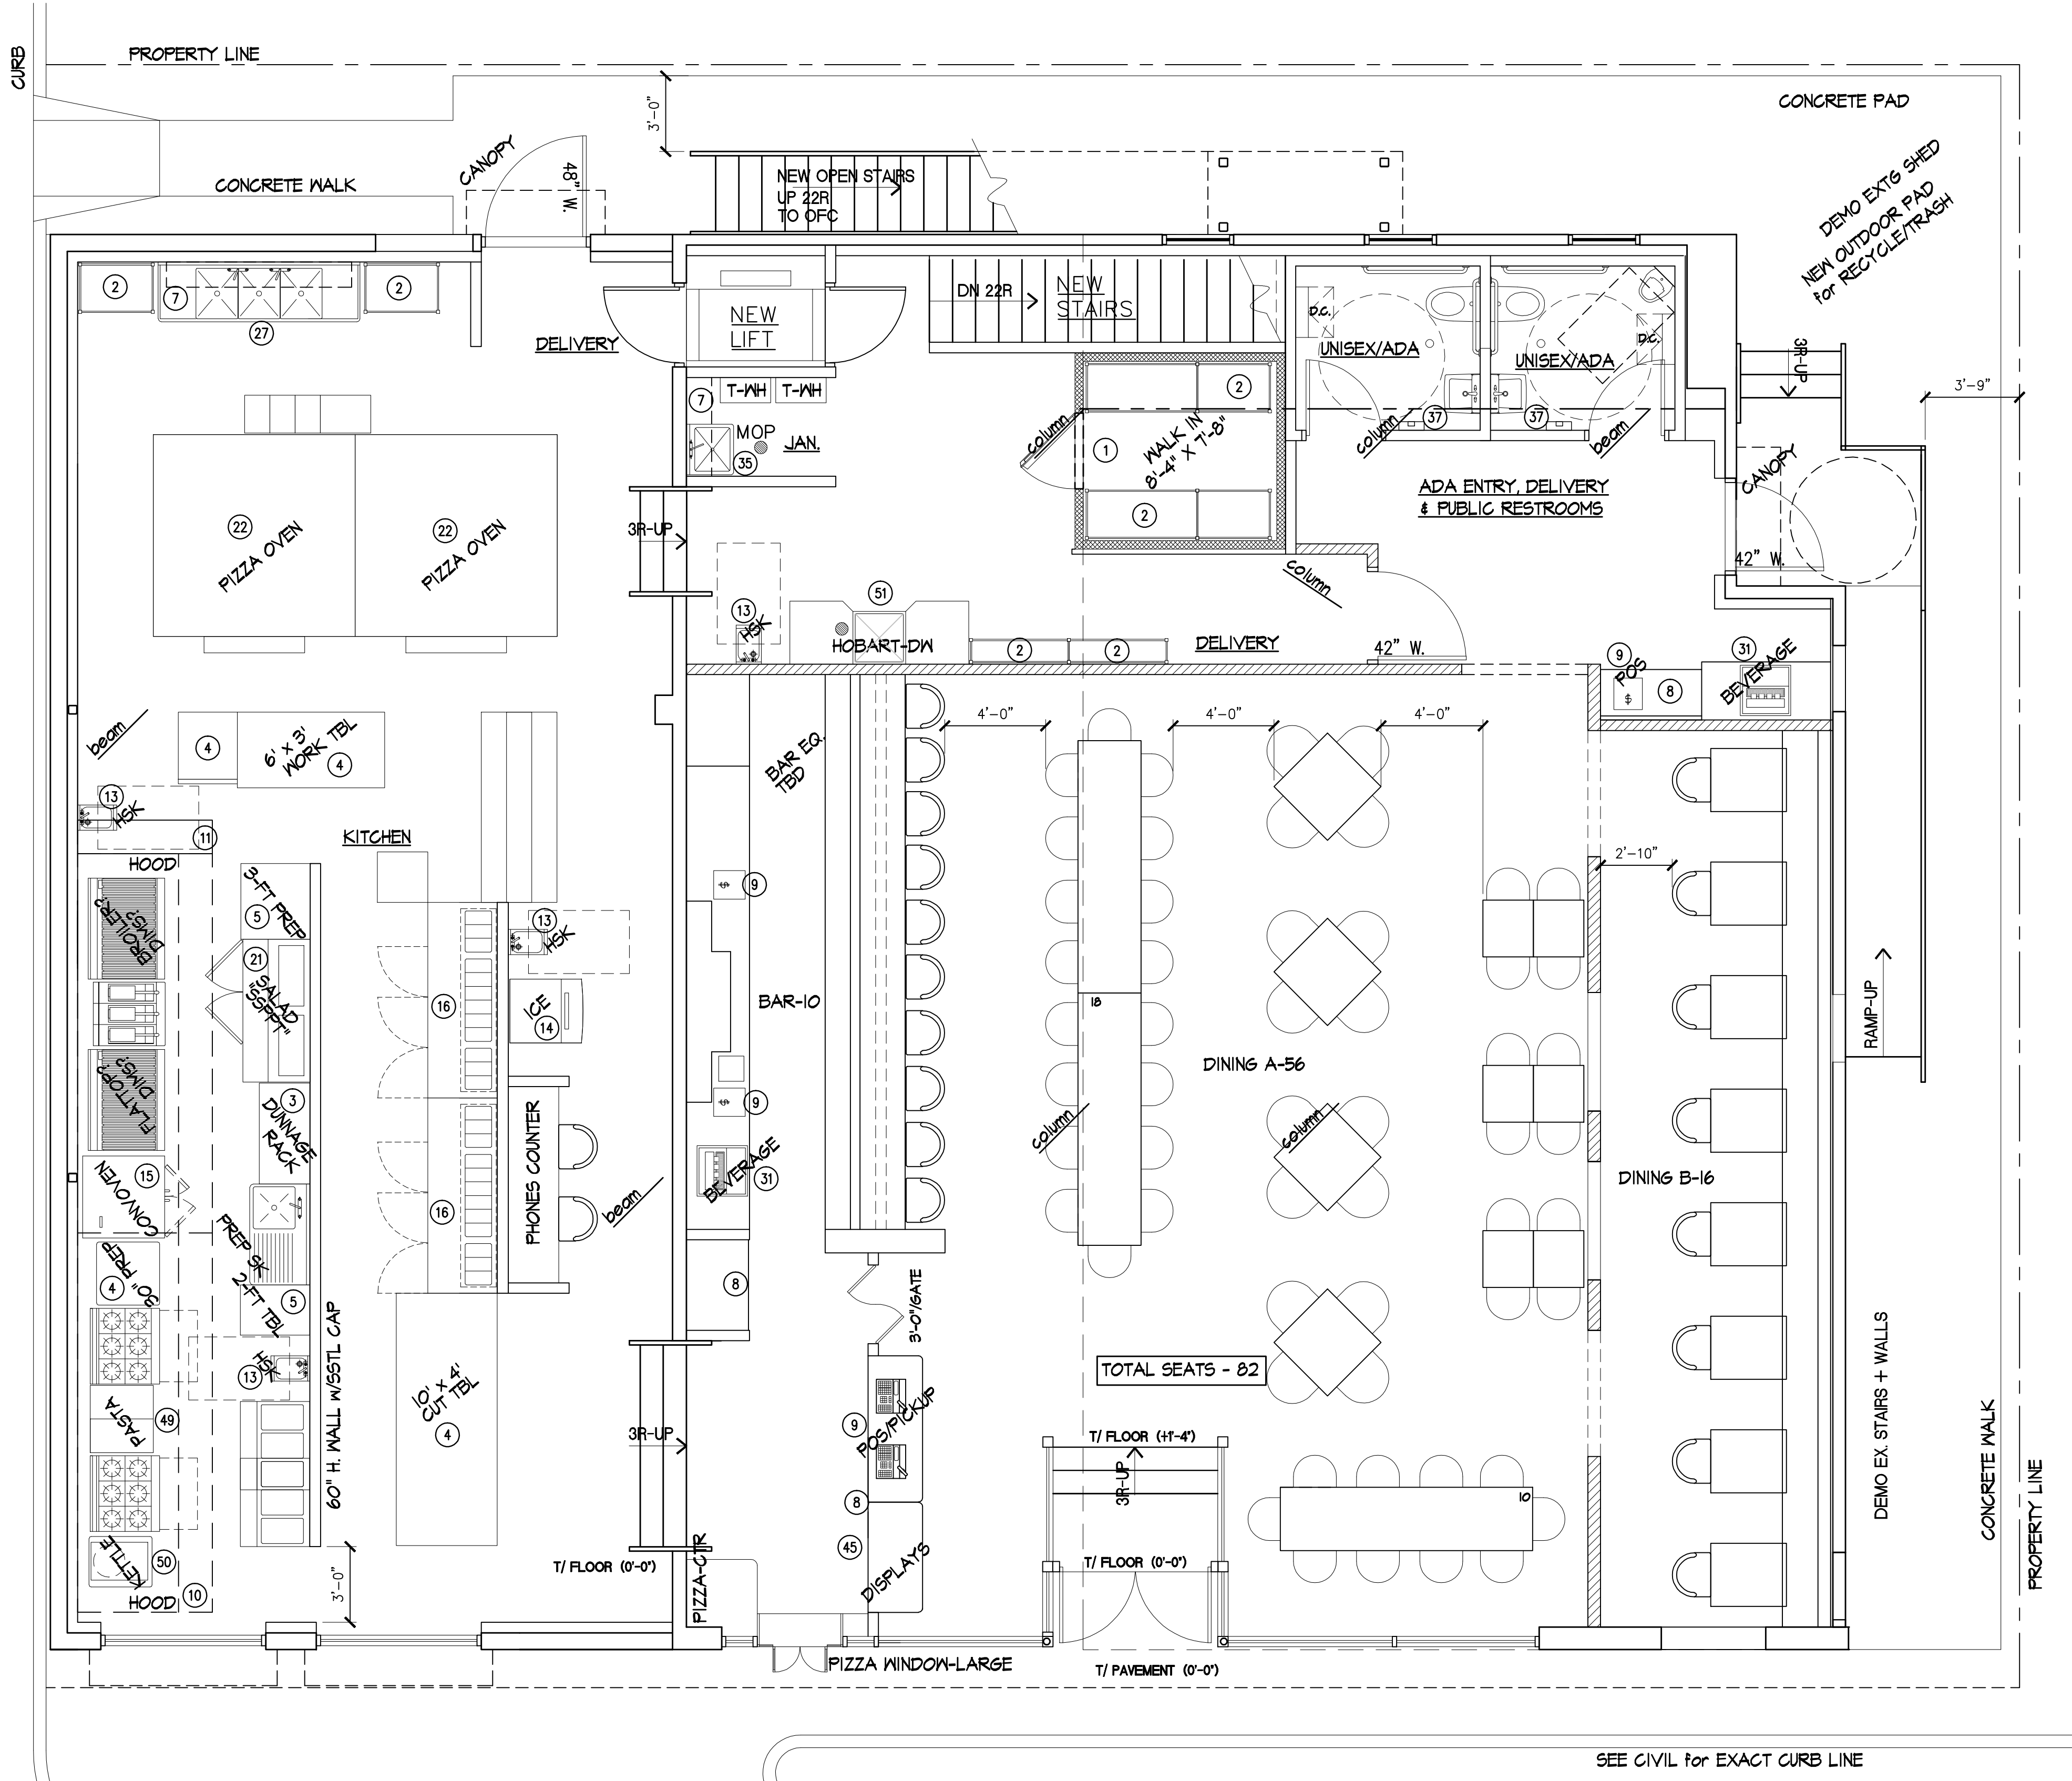 CURB
PROPERTY LINE
CONCRETE PAD
3'-0"
CONCRETE WALK
CANOPY
48" W.
NEW OPEN STAIRS
UP 22R
TO OFC
DEMO EXTG SHED
NEW OUTDOOR PAD
for RECYCLE/TRASH
2
7
27
2
DELIVERY
NEW
LIFT
DN 22R
NEW
STAIRS
D.C.
UNISEX/ADA
D.C.
UNISEX/ADA
3R-UP
3'-9"
7
T-WH
T-WH
MOP
35
JAN.
column
1
WALK IN
8'-4" X 7'-8"
2
2
column
37
37
beam
ADA ENTRY, DELIVERY
& PUBLIC RESTROOMS
CANOPY
42" W.
22
PIZZA OVEN
22
PIZZA OVEN
3R-UP
13
HSK
51
HOBART-DW
2
2
DELIVERY
column
42" W.
9
POS
$
8
31
BEVERAGE
beam
4
6' X 3'
WORK TBL
4
BAR EQ.
TBD
4'-0"
4'-0"
4'-0"
13
HSK
11
HOOD
KITCHEN
2'-10"
BROILER?
DIMS?
3-FT PREP
5
21
SALAD
"SSPPT"
16
13
HSK
ICE
14
$
9
BAR-10
18
FLATTOP?
DIMS?
3
DUNNAGE
RACK
DINING A-56
RAMP-UP
$
9
PHONES COUNTER
BEVERAGE
31
column
column
15
CONVOVEN
16
beam
DINING B-16
PREP SK
30" PREP
4
2-FT TBL
5
8
3'-0"/GATE
HSK
13
60" H. WALL w/SSTL CAP
10' X 4'
CUT TBL
4
TOTAL SEATS - 82
DEMO EX. STAIRS + WALLS
PASTA
49
3R-UP
9
POS/PICKUP
T/ FLOOR (+1'-4")
3R-UP
8
10
CONCRETE WALK
PROPERTY LINE
KETTLE
50
HOOD
10
3'-0"
T/ FLOOR (0'-0")
PIZZA-CTR
45
DISPLAYS
T/ FLOOR (0'-0")
PIZZA WINDOW-LARGE
T/ PAVEMENT (0'-0")
SEE CIVIL for EXACT CURB LINE